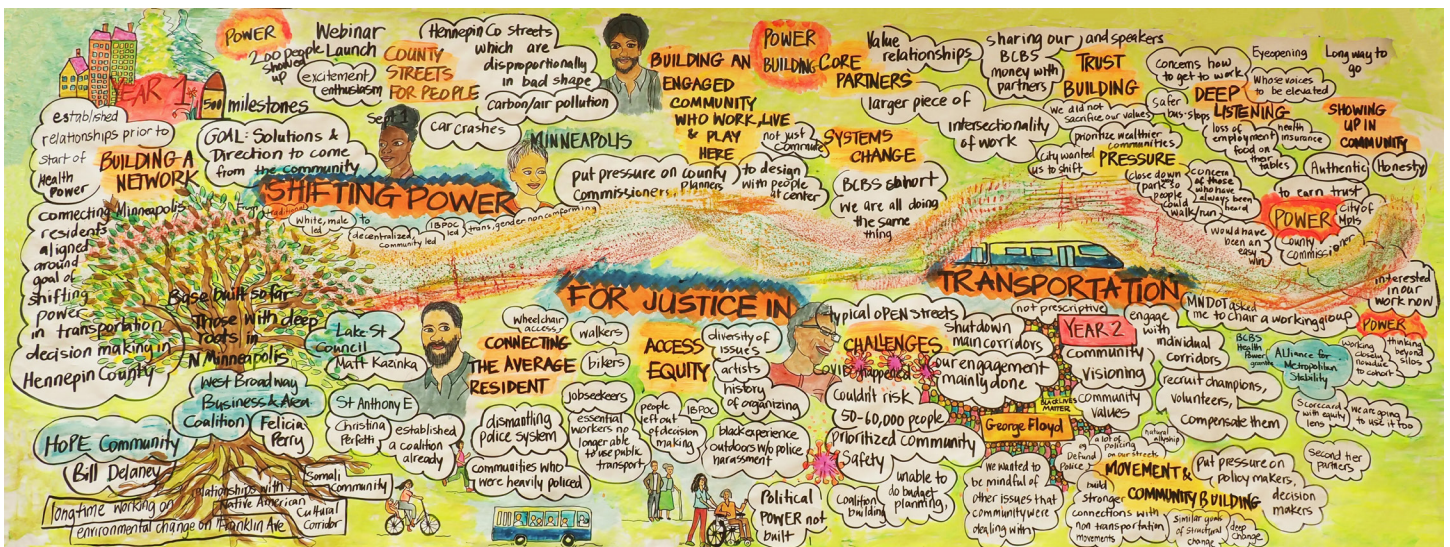 YEAR 1
500 milestones
established
relationships prior to
start of
Health
Power
BUILDING A
NETWORK
connecting Minneapolis
residents
aligned
around
goal of
shifting
power
in transportation
decision making in
Hennepin County
POWER
200 people
showed
up
Webinar
Launch
excitement
enthusiasm
GOAL: Solutions &
Direction to come
from the community
COUNTY
STREETS
FOR PEOPLE
Sept 1
Hennepin Co streets
which are
disproportionally
in bad shape
Carbon/air pollution
car crashes
MINNEAPOLIS
SHIFTING POWER
traditional
white, male
led
to
decentralized,
community led
IBPOC
led
trans, gender non conforming
BUILDING AN
ENGAGED
COMMUNITY
WHO WORK, LIVE
& PLAY
HERE
put pressure on county
Commissioners
planners
to design
with people
at center
not just 2
commute
POWER
BUILDING CORE
PARTNERS
Value
relationships
larger piece of
intersectionality
of work
SYSTEMS
CHANGE
BCBS cohort
we are all doing
the same
thing
sharing our
BCBS
money with
partners
and speakers
TRUST
BUILDING
we did not
sacrifice our values
prioritize wealthier
communities
City wanted
us to shift
PRESSURE
close down
parks so
people
could
walk/run
concern
of those
who have
always been
heard
would have
been an
easy
win
concerns how
to get to work
safer
bus-stops
DEEP
LISTENING
loss of
employment
food on
their
tables
health
insurance
Eyeopening
Long way to
go
Whose voices
to be elevated
SHOWING
UP IN
COMMUNITY
Authentic
Honesty
to earn trust
POWER
City of
Mpls
County
Commissioner
interested
in our
work now
Base built so far
Those with deep
roots in
N Minneapolis
West Broadway
Business & Area
Coalition
Felicia
Perry
HOPE Community
Bill Delaney
longtime working on
environmental change on Franklin Ave
relationships with
Native American
Cultural
Corridor
Somali
Community
Lake St
Council
Matt Kazinka
St Anthony E
Christina
Perfetti
established
a coalition
already
FOR JUSTICE IN
TRANSPORTATION
wheelchair
access
CONNECTING
THE AVERAGE
RESIDENT
walkers
bikers
jobseekers
essential
workers no
longer able
to use public
transport
dismantling
police system
communities who
were heavily policed
ACCESS
EQUITY
people
left out
of decision
making
IBPOC
diversity of
issues
artists
history
of organizing
black experience
outdoors w/o police
harassment
Political
POWER not
built
typical OPEN Streets
shutdown
main corridors
our engagement
mainly done
CHALLENGES
COVID happened
Couldn't risk
50-60,000 people
prioritized community
Safety
Coalition
building
unable to
do budget
planning,
not prescriptive
YEAR 2
community
visioning
community
values
engage
with
individual
corridors
recruit champions,
volunteers,
compensate them
BLACK LIVES
MATTER
George Floyd
we wanted to
be mindful of
other issues that
community were
dealing with
eg
Defund
Police
a lot of
policing
on our streets
natural
allyship
MOVEMENT &
COMMUNITY BUILDING
build
stronger
connections with
non transportation
movements
eg
Similar goals
of structural
change
deep
change
put pressure on
policy makers,
decision
makers
MNDOT asked
me to chair a working group
BCBS
Health
Power
grantee
Alliance for
Metropolitan
Stability
working
closely
to cohort
POWER
thinking
beyond
silos
Scorecard
with equity
lens
we are going
to use it too
Second tier
partners